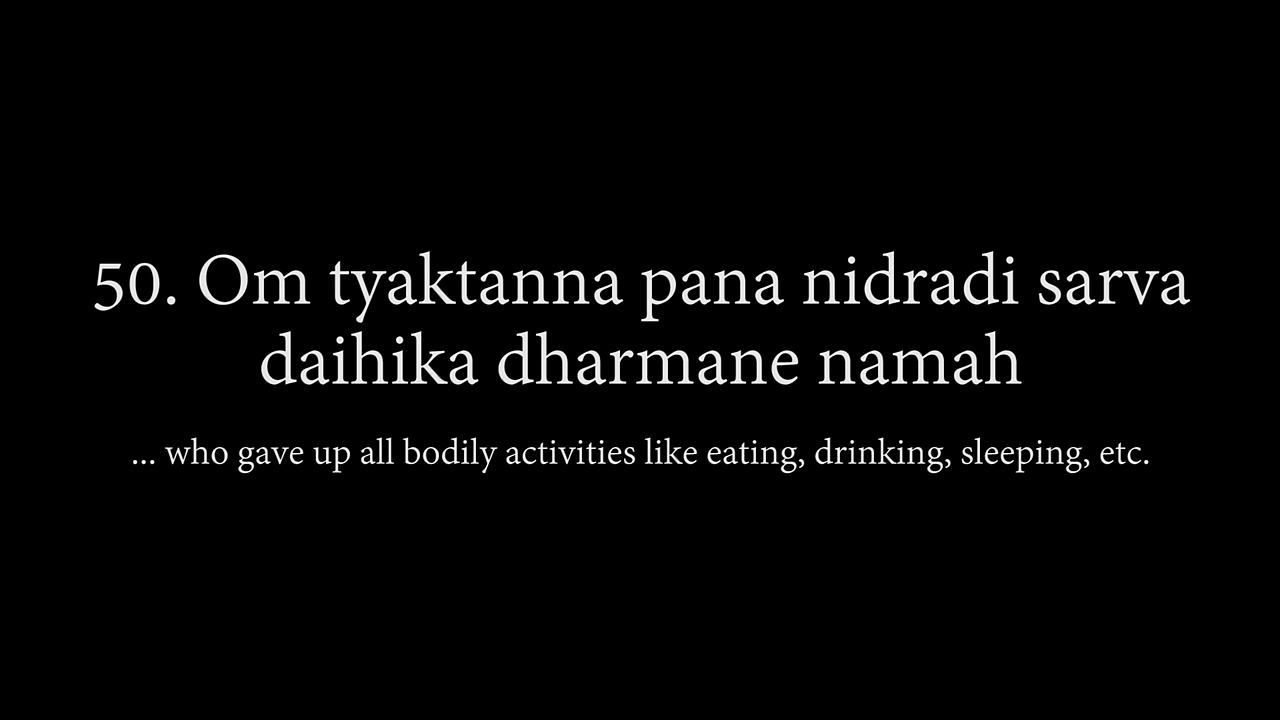 50. Om tyaktanna pana nidradi sarva
daihika dharmane namah
... who gave up all bodily activities like eating, drinking, sleeping, etc.